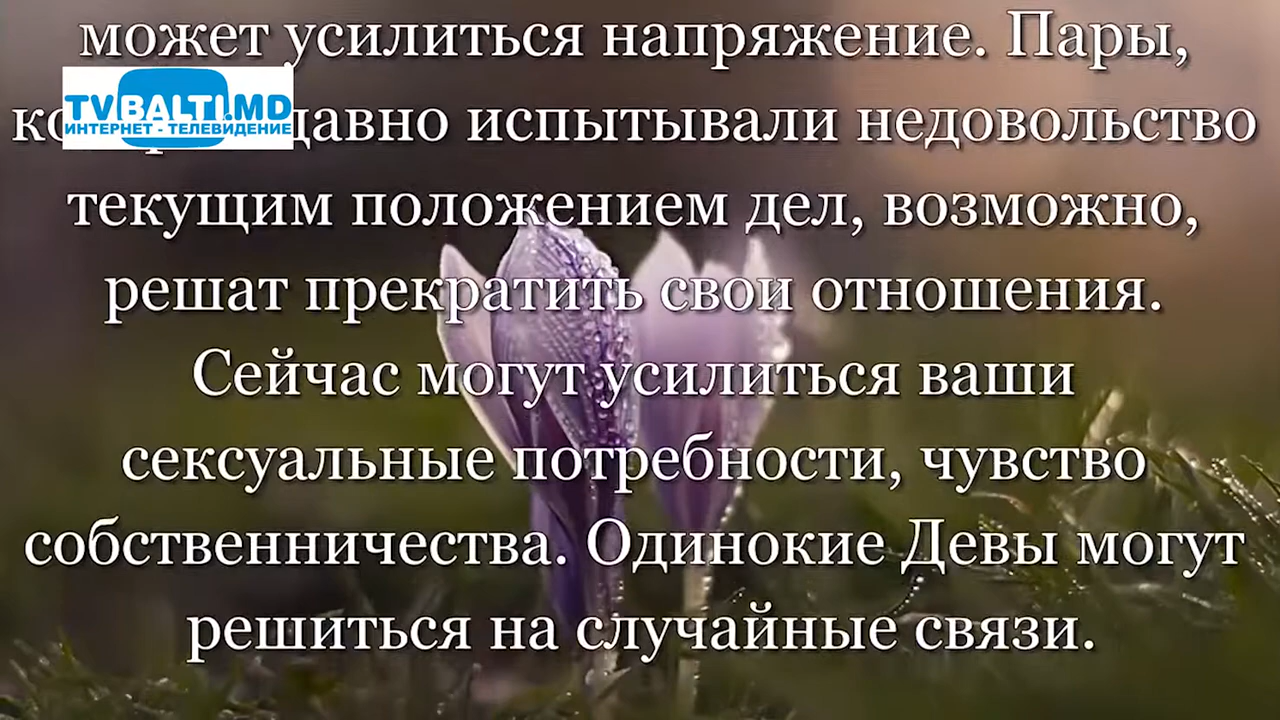 может усилиться напряжение. Пары,
TVBALTI.MD
ИНТЕРНЕТ - ТЕЛЕВИДЕНИЕ
давно испытывали недовольство
текущим положением дел, возможно,
решат прекратить свои отношения.
Сейчас могут усилиться ваши
сексуальные потребности, чувство
собственничества. Одинокие Девы могут
решиться на случайные связи.